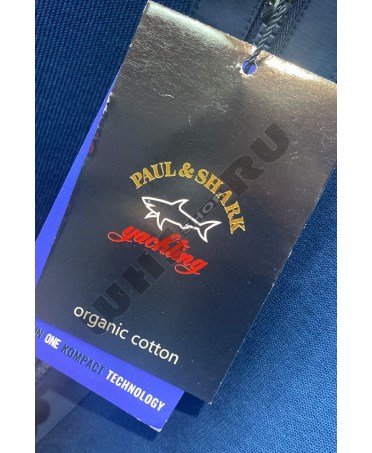 PAUL & SHARK
yachting
organic cotton
ONE KOMPACT TECHNOLOGY